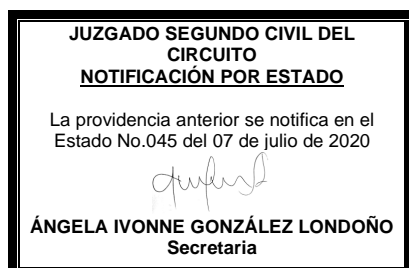 JUZGADO SEGUNDO CIVIL DEL
CIRCUITO
NOTIFICACIÓN POR ESTADO
La providencia anterior se notifica en el
Estado No.045 del 07 de julio de 2020
ÁNGELA IVONNE GONZÁLEZ LONDOÑO
Secretaria